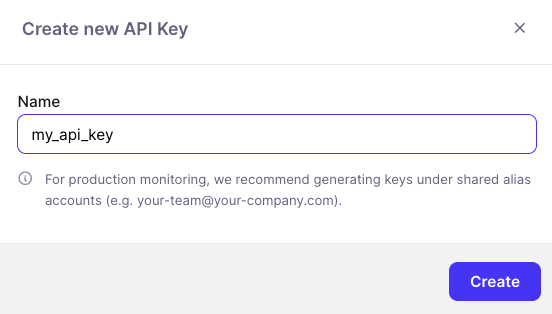 Create new API Key
Name
my_api_key
For production monitoring, we recommend generating keys under shared alias
accounts (e.g. your-team@your-company.com).
Create